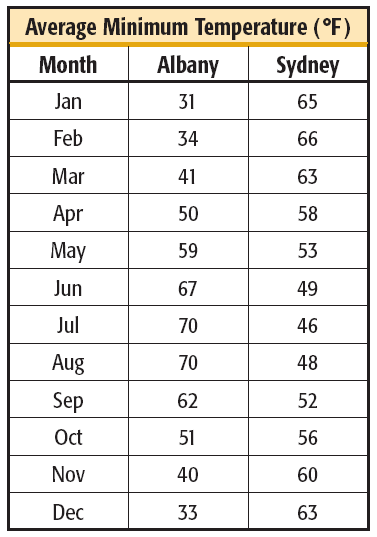 Average Minimum Temperature (°F)
Month Albany Sydney
Jan 31 65
Feb 34 66
Mar 41 63
Apr 50 58
May 59 53
Jun 67 49
Jul 70 46
Aug 70 48
Sep 62 52
Oct 51 56
Nov 40 60
Dec 33 63